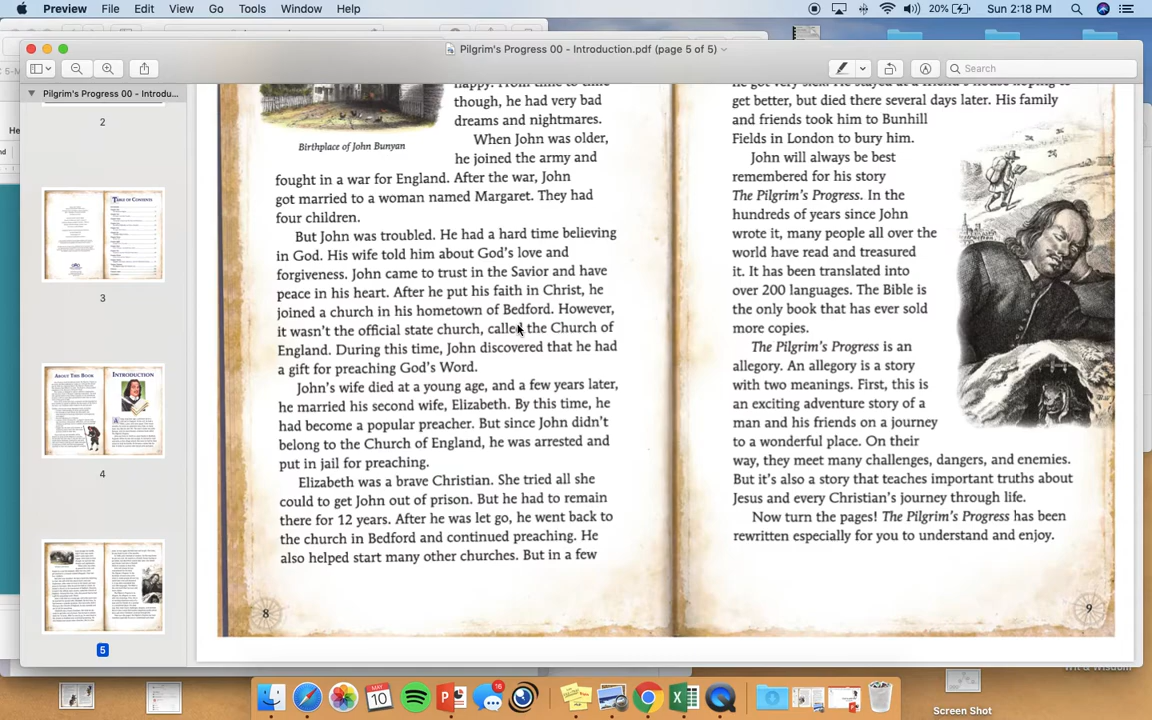 Preview File Edit View Go Tools Window Help 20% Sun 2:18 PM
Pilgrim's Progress 00 - Introduction.pdf (page 5 of 5)
Search
Pilgrim's Progress 00 - Introdu...
2
TABLE OF CONTENTS
3
ABOUT THIS BOOK
INTRODUCTION
4
5
though, he had very bad
dreams and nightmares.
Birthplace of John Bunyan
When John was older,
he joined the army and
fought in a war for England. After the war, John
got married to a woman named Margaret. They had
four children.
But John was troubled. He had a hard time believing
in God. His wife told him about God's love and
forgiveness. John came to trust in the Savior and have
peace in his heart. After he put his faith in Christ, he
joined a church in his hometown of Bedford. However,
it wasn't the official state church, called the Church of
England. During this time, John discovered that he had
a gift for preaching God's Word.
John's wife died at a young age, and a few years later,
he married his second wife, Elizabeth. By this time, he
had become a popular preacher. But since John didn't
belong to the Church of England, he was arrested and
put in jail for preaching.
Elizabeth was a brave Christian. She tried all she
could to get John out of prison. But he had to remain
there for 12 years. After he was let go, he went back to
the church in Bedford and continued preaching. He
also helped start many other churches. But in a few
8
get better, but died there several days later. His family
and friends took him to Bunhill
Fields in London to bury him.
John will always be best
remembered for his story
The Pilgrim's Progress. In the
hundreds of years since John
wrote it, many people all over the
world have read and treasured
it. It has been translated into
over 200 languages. The Bible is
the only book that has ever sold
more copies.
The Pilgrim's Progress is an
allegory. An allegory is a story
with two meanings. First, this is
an exciting adventure story of a
man and his friends on a journey
to a wonderful place. On their
way, they meet many challenges, dangers, and enemies.
But it's also a story that teaches important truths about
Jesus and every Christian's journey through life.
Now turn the pages! The Pilgrim's Progress has been
rewritten especially for you to understand and enjoy.
9
MAY
10
16
Screen Shot